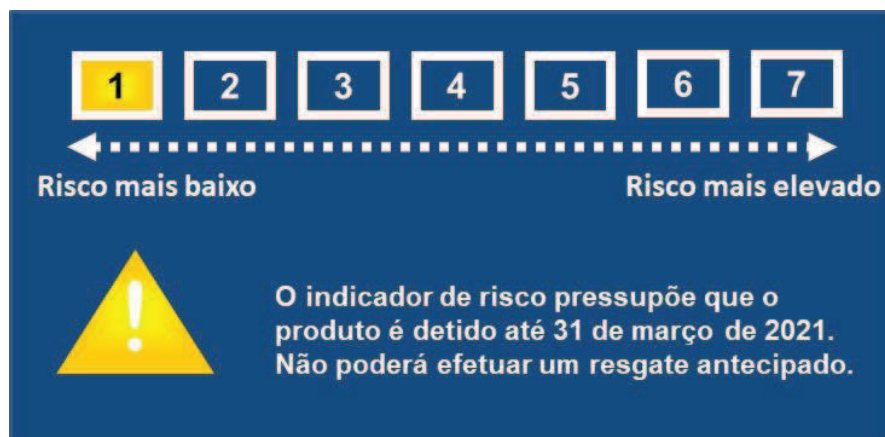 1 2 3 4 5 6 7
Risco mais baixo Risco mais elevado
!
O indicador de risco pressupõe que o
produto é detido até 31 de março de 2021.
Não poderá efetuar um resgate antecipado.